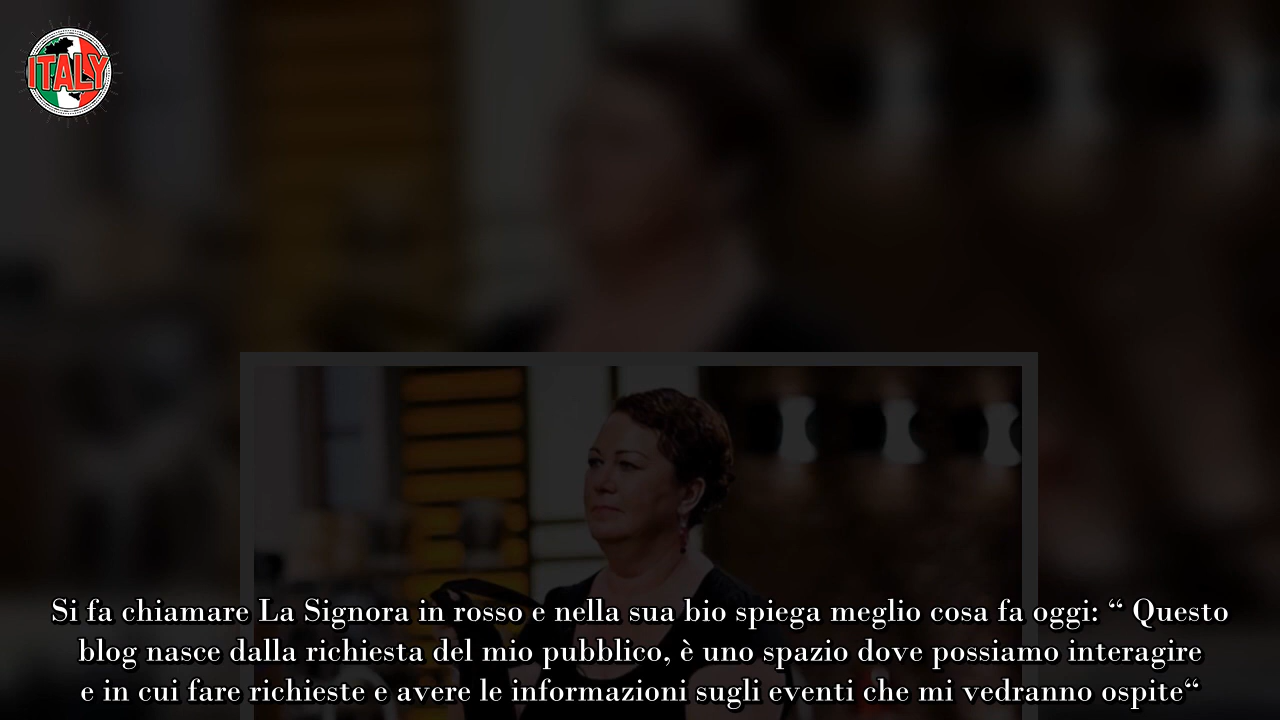 ITALY
Si fa chiamare La Signora in rosso e nella sua bio spiega meglio cosa fa oggi: “ Questo
blog nasce dalla richiesta del mio pubblico, è uno spazio dove possiamo interagire
e in cui fare richieste e avere le informazioni sugli eventi che mi vedranno ospite“